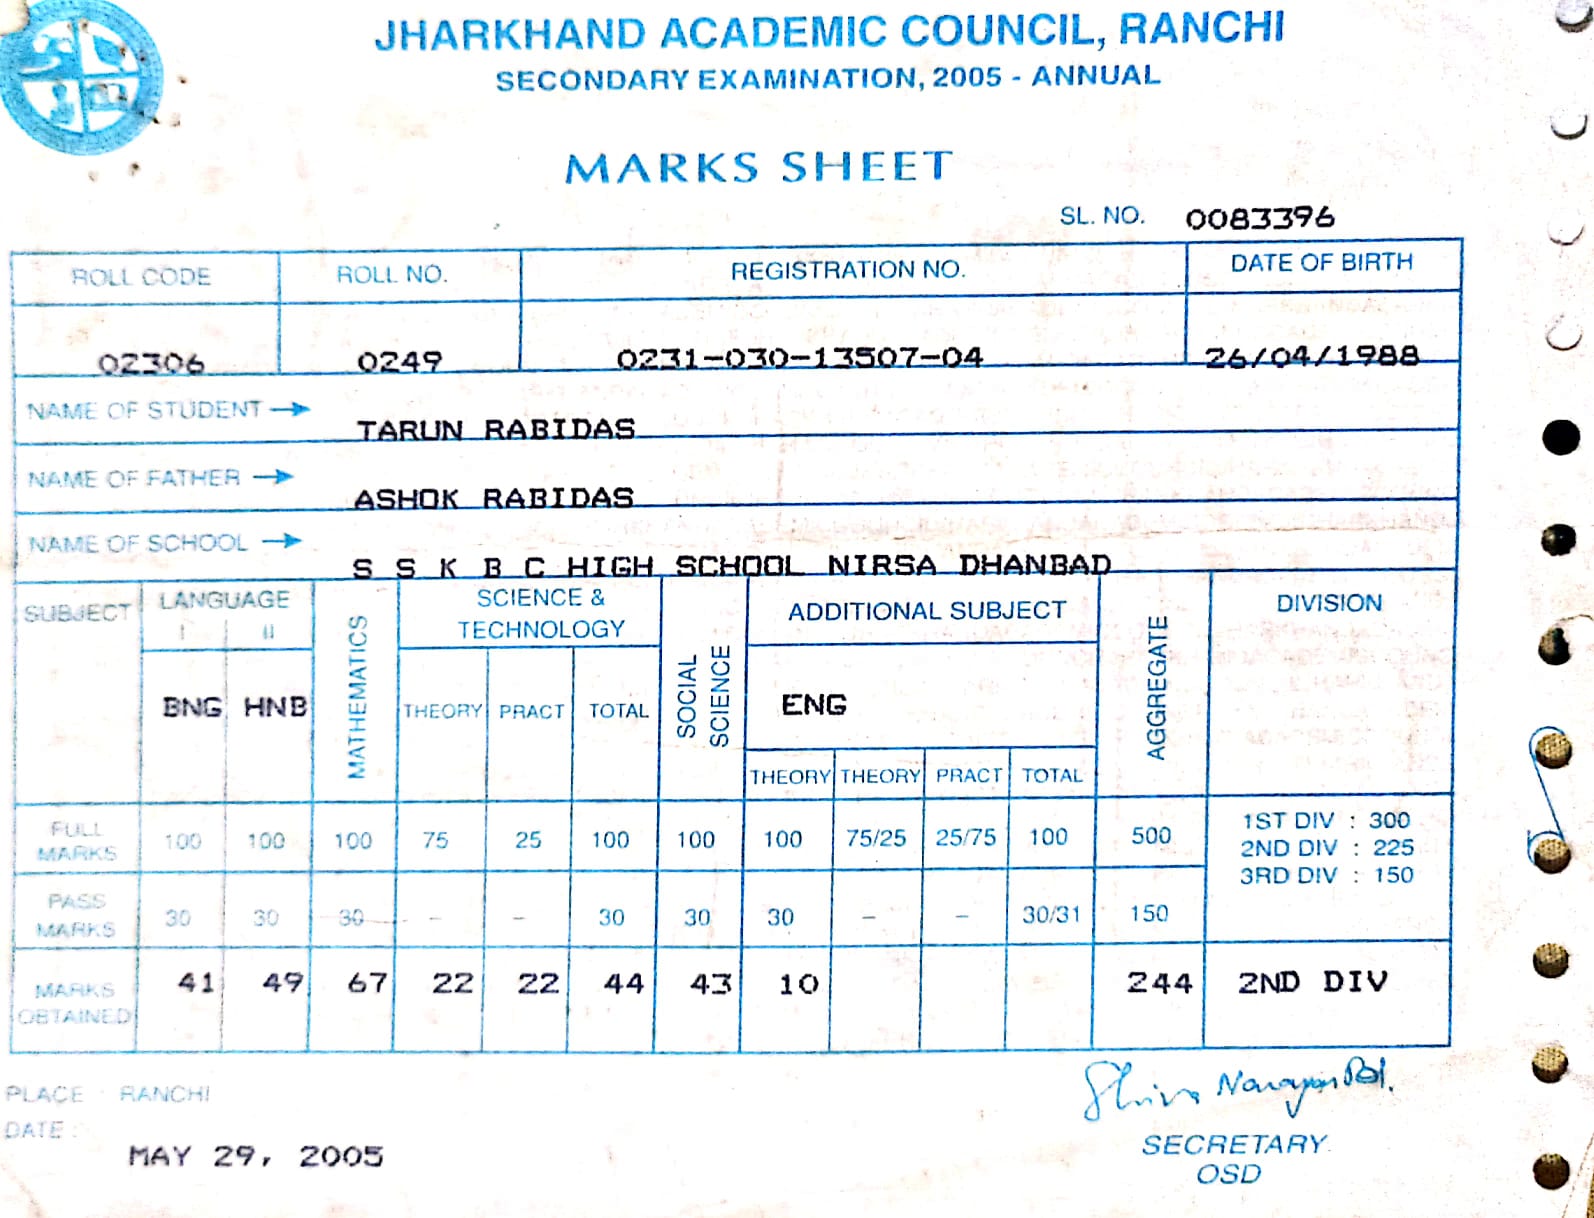 JHARKHAND ACADEMIC COUNCIL, RANCHI
SECONDARY EXAMINATION, 2005 - ANNUAL
MARKS SHEET
SL. NO. 0083396
ROLL CODE ROLL NO. REGISTRATION NO. DATE OF BIRTH
02306 0249 0231-030-13507-04 26/04/1988
NAME OF STUDENT → TARUN RABIDAS
NAME OF FATHER → ASHOK RABIDAS
NAME OF SCHOOL → S S K B C HIGH SCHOOL NIRSA DHANBAD
SUBJECT LANGUAGE MATHEMATICS SCIENCE & TECHNOLOGY SOCIAL SCIENCE ADDITIONAL SUBJECT AGGREGATE DIVISION
I II
BNG HNB THEORY PRACT TOTAL ENG
THEORY THEORY PRACT TOTAL
FULL MARKS 100 100 100 75 25 100 100 100 75/25 25/75 100 500
1ST DIV : 300
2ND DIV : 225
3RD DIV : 150
PASS MARKS 30 30 30 - - 30 30 30 - - 30/31 150
MARKS OBTAINED 41 49 67 22 22 44 43 10 244 2ND DIV
PLACE : RANCHI
DATE :
MAY 29, 2005
Shiva Narayan
SECRETARY
OSD